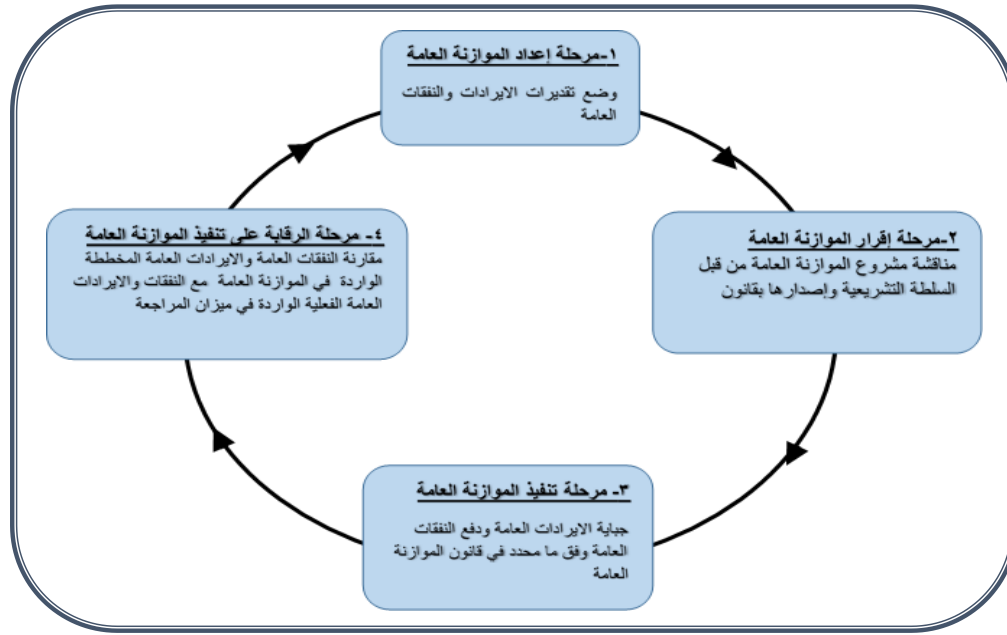 ١-مرحلة إعداد الموازنة العامة
وضع تقديرات الايرادات والنفقات
العامة
٢-مرحلة إقرار الموازنة العامة
مناقشة مشروع الموازنة العامة من قبل
السلطة التشريعية وإصدارها بقانون
٣- مرحلة تنفيذ الموازنة العامة
جباية الايرادات العامة ودفع النفقات
العامة وفق ما محدد في قانون الموازنة
العامة
٤- مرحلة الرقابة على تنفيذ الموازنة العامة
مقارنة النفقات العامة والايرادات العامة المخططة
الواردة في الموازنة العامة مع النفقات والايرادات
العامة الفعلية الواردة في ميزان المراجعة